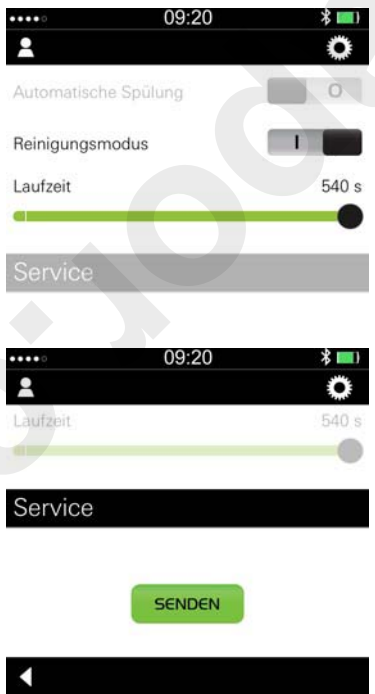 09:20
Automatische Spülung O
Reinigungsmodus I
Laufzeit 540 s
Service
09:20
Laufzeit 540 s
Service
SENDEN